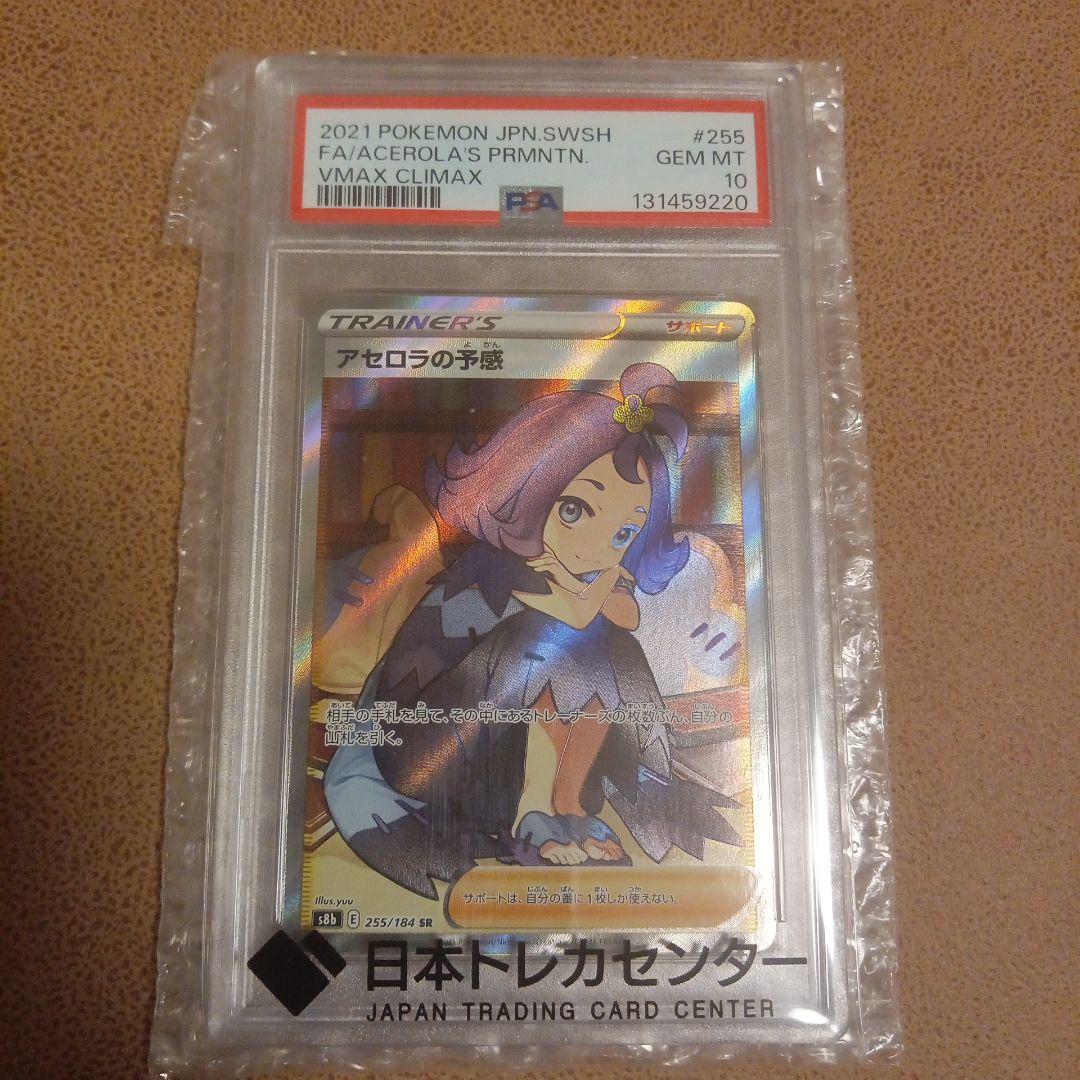 2021 POKEMON JPN.SWSH #255
FA/ACEROLA'S PRMNTN. GEM MT
VMAX CLIMAX 10
PSA 131459220
TRAINER'S サポート
アセロラの予感
相手の手札を見て、その中にあるトレーナーズの枚数ぶん、自分の
山札を引く。
サポートは、自分の番に1枚しか使えない。
Illus.yuu
s8b E 255/184 SR
日本トレカセンター
JAPAN TRADING CARD CENTER